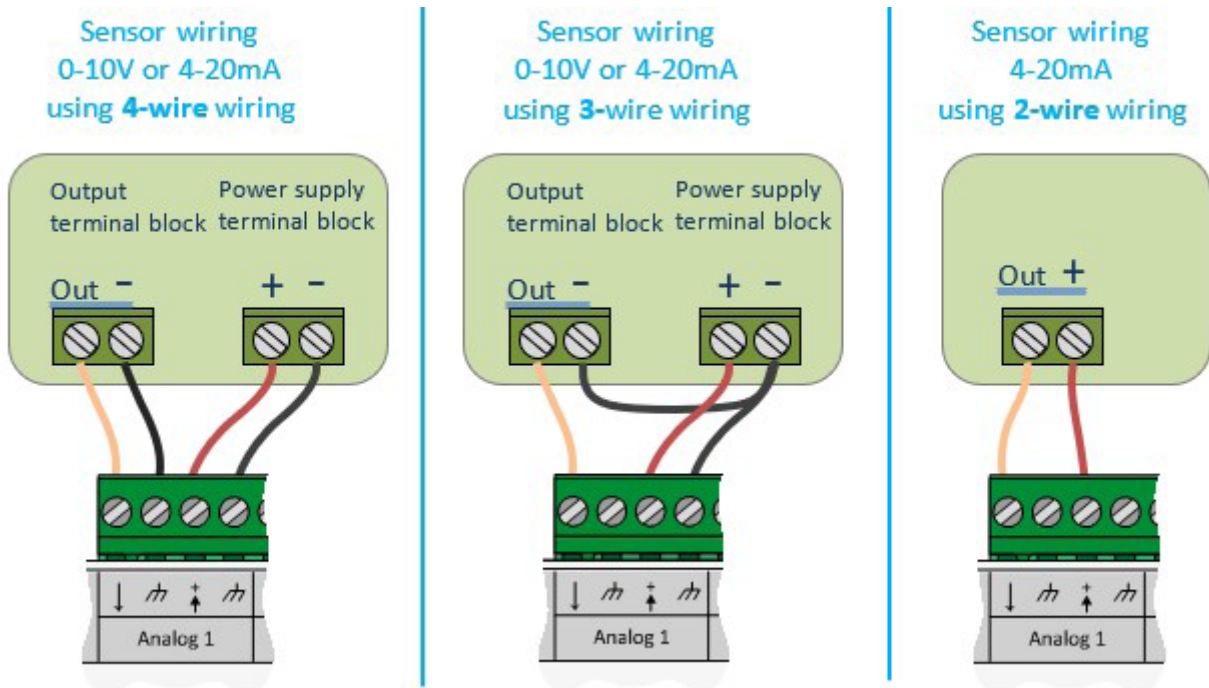 Sensor wiring
0-10V or 4-20mA
using 4-wire wiring
Output
terminal block
Power supply
terminal block
Out -
+ -
Analog 1
Sensor wiring
0-10V or 4-20mA
using 3-wire wiring
Output
terminal block
Power supply
terminal block
Out -
+ -
Analog 1
Sensor wiring
4-20mA
using 2-wire wiring
Out +
Analog 1